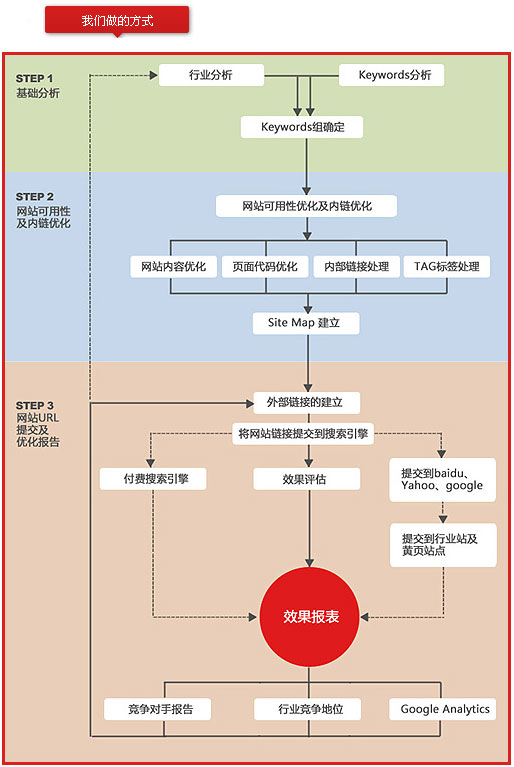 我们做的方式
STEP 1
基础分析
行业分析
Keywords分析
Keywords组确定
STEP 2
网站可用性
及内链优化
网站可用性优化及内链优化
网站内容优化
页面代码优化
内部链接处理
TAG标签处理
Site Map 建立
STEP 3
网站URL
提交及
优化报告
外部链接的建立
将网站链接提交到搜索引擎
付费搜索引擎
效果评估
提交到baidu、
Yahoo、google
提交到行业站及
黄页站点
效果报表
竞争对手报告
行业竞争地位
Google Analytics